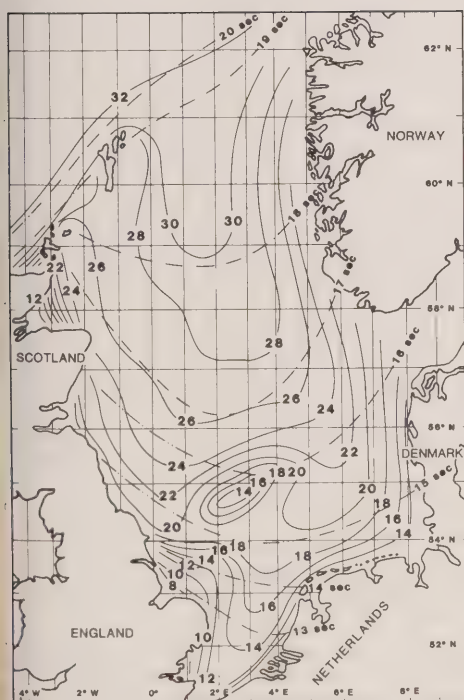 20 sec
19 sec
62° N
32
NORWAY
60° N
30 30
18 sec
28
22 26
17 sec
12 24
58° N
28
16 sec
SCOTLAND
26
24
26
56° N
22
DENMARK
24
18 20
16
14
22
20
15 sec
18
20
16
18
14
54° N
16
12 14
18
10
8
14 sec
16
13 sec
ENGLAND
10
14
NETHERLANDS
52° N
12
4° W 2° W 0° 2° E 4° E 6° E 8° E